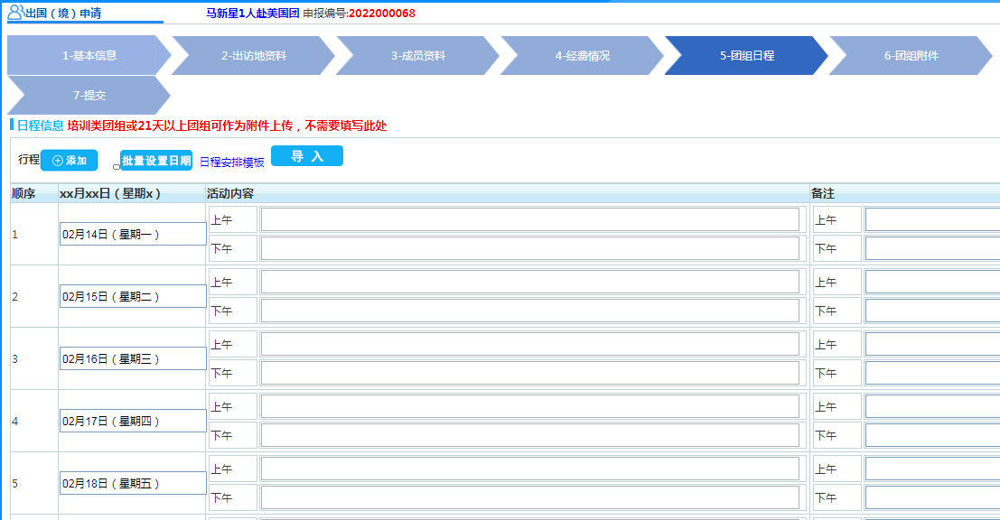 出国（境）申请
马新星1人赴美国团 申报编号:2022000068
1-基本信息 2-出访地资料 3-成员资料 4-经费情况 5-团组日程 6-团组附件
7-提交
日程信息 培训类团组或21天以上团组可作为附件上传，不需要填写此处
行程 添加 批量设置日期 日程安排模板 导 入
顺序 xx月xx日（星期x） 活动内容 备注
1 02月14日（星期一） 上午 上午
下午 下午
2 02月15日（星期二） 上午 上午
下午 下午
3 02月16日（星期三） 上午 上午
下午 下午
4 02月17日（星期四） 上午 上午
下午 下午
5 02月18日（星期五） 上午 上午
下午 下午